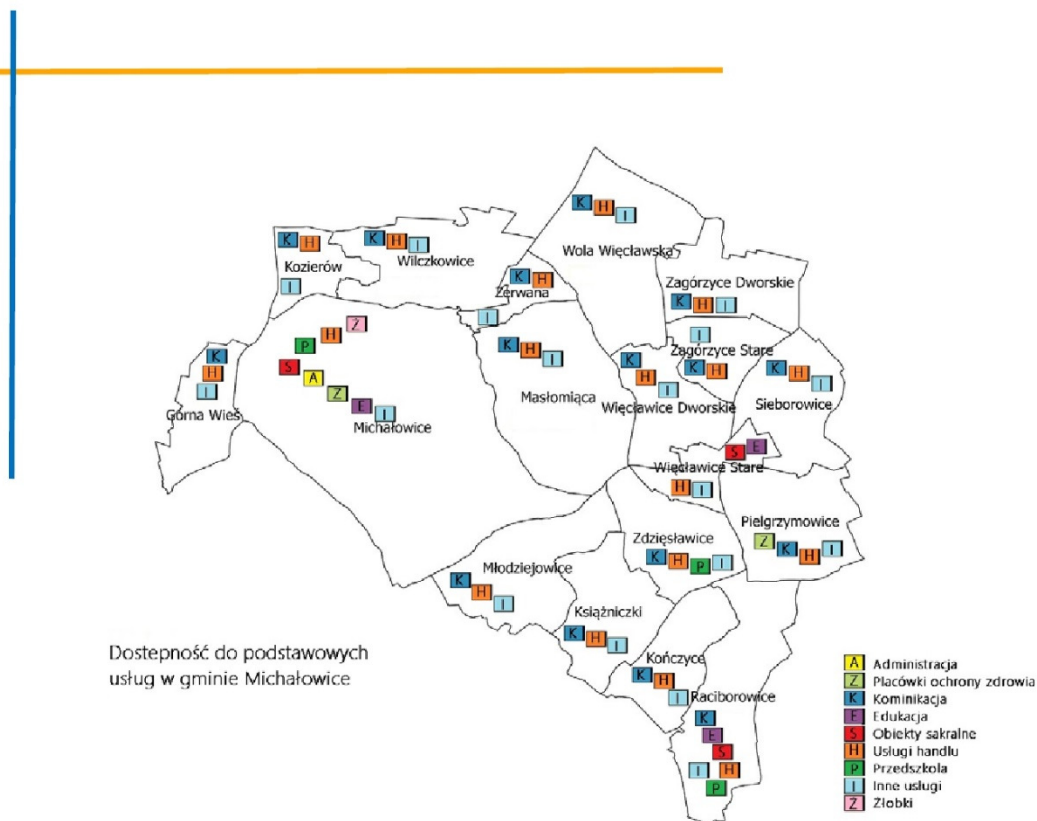 K H I
Wola Więcławska
K H
Kozierów
I
K H I
Wilczkowice
K H
Zerwana
I
Zagórzyce Dworskie
K H I
I
Zagórzyce Stare
K H
Ż
H
P
S
A
Z
E I
Michałowice
K
H
I
Górna Wieś
K H I
Masłomiąca
K
H
I
Więcławice Dworskie
K H I
Sieborowice
S E
Więcławice Stare
H I
Pielgrzymowice
Z K H I
Zdzięsławice
K H P I
Młodziejowice
K H I
Książniczki
K H I
Kończyce
K H
I
Raciborowice
K
E
S
I H
P
Dostepność do podstawowych
usług w gminie Michałowice
A Administracja
Z Placówki ochrony zdrowia
K Kominikacja
E Edukacja
S Obiekty sakralne
H Usługi handlu
P Przedszkola
I Inne usługi
Ż Żłobki